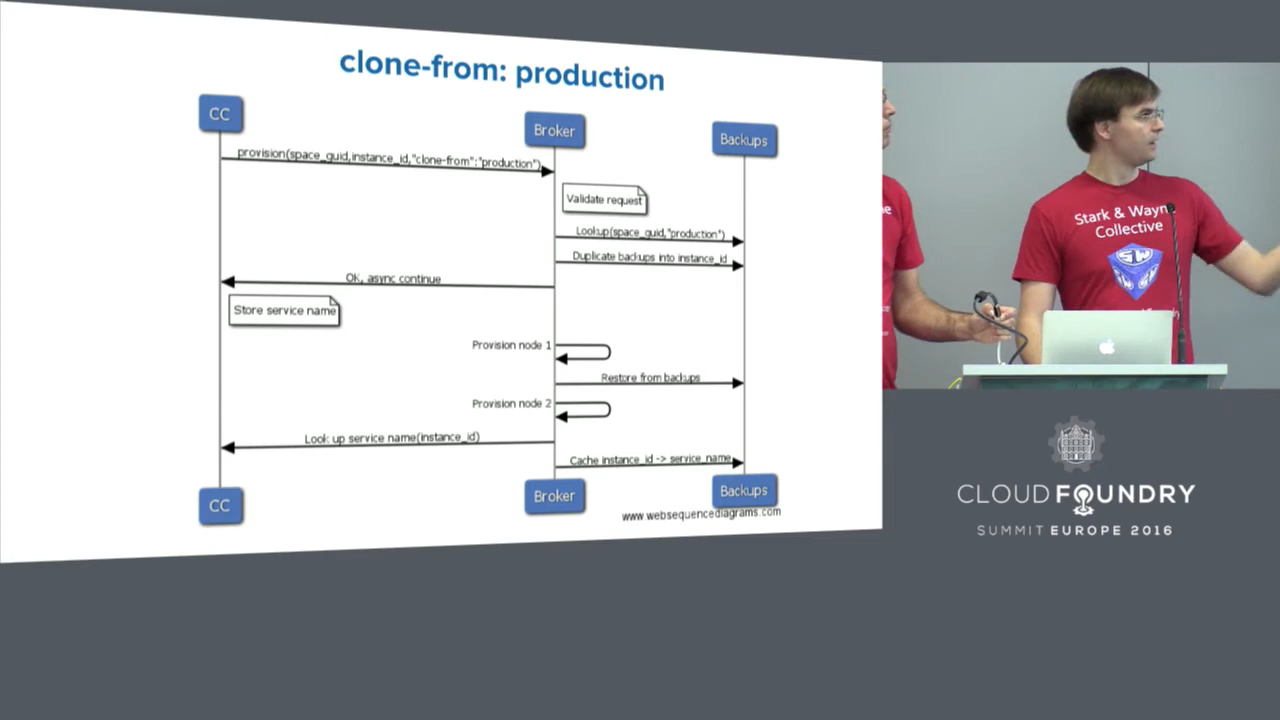 clone-from: production
CC
Broker
Backups
provision(space_guid,instance_id,"clone-from":"production")
Validate request
Lookup(space_guid,"production")
Duplicate backups into instance_id
OK, async continue
Store service name
Provision node 1
Restore from backups
Provision node 2
Look up service name(instance_id)
Cache instance_id -> service_name
CC
Broker
Backups
www.websequencediagrams.com
Stark & Wayne
Collective
SW
CLOUD FOUNDRY
SUMMIT EUROPE 2016